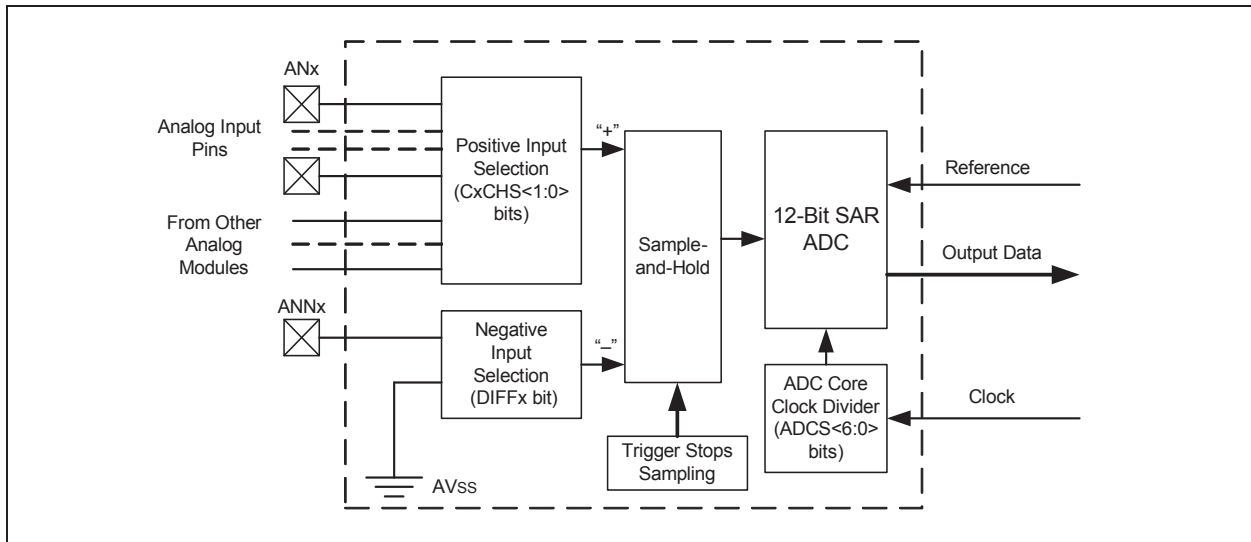 ANx
Analog Input
Pins
From Other
Analog
Modules
ANNx
Positive Input
Selection
(CxCHS<1:0>
bits)
“+”
Negative
Input
Selection
(DIFFx bit)
“–”
AVSS
Sample-
and-Hold
Trigger Stops
Sampling
12-Bit SAR
ADC
ADC Core
Clock Divider
(ADCS<6:0>
bits)
Reference
Output Data
Clock